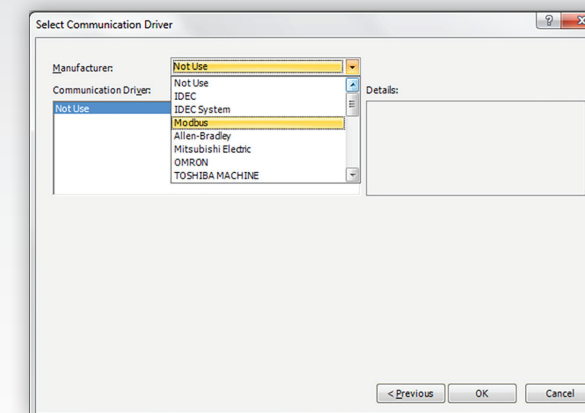 Select Communication Driver
?
Manufacturer: Not Use
Communication Driver: Not Use
IDEC
IDEC System
Modbus
Allen-Bradley
Mitsubishi Electric
OMRON
TOSHIBA MACHINE
Not Use
Details:
< Previous OK Cancel